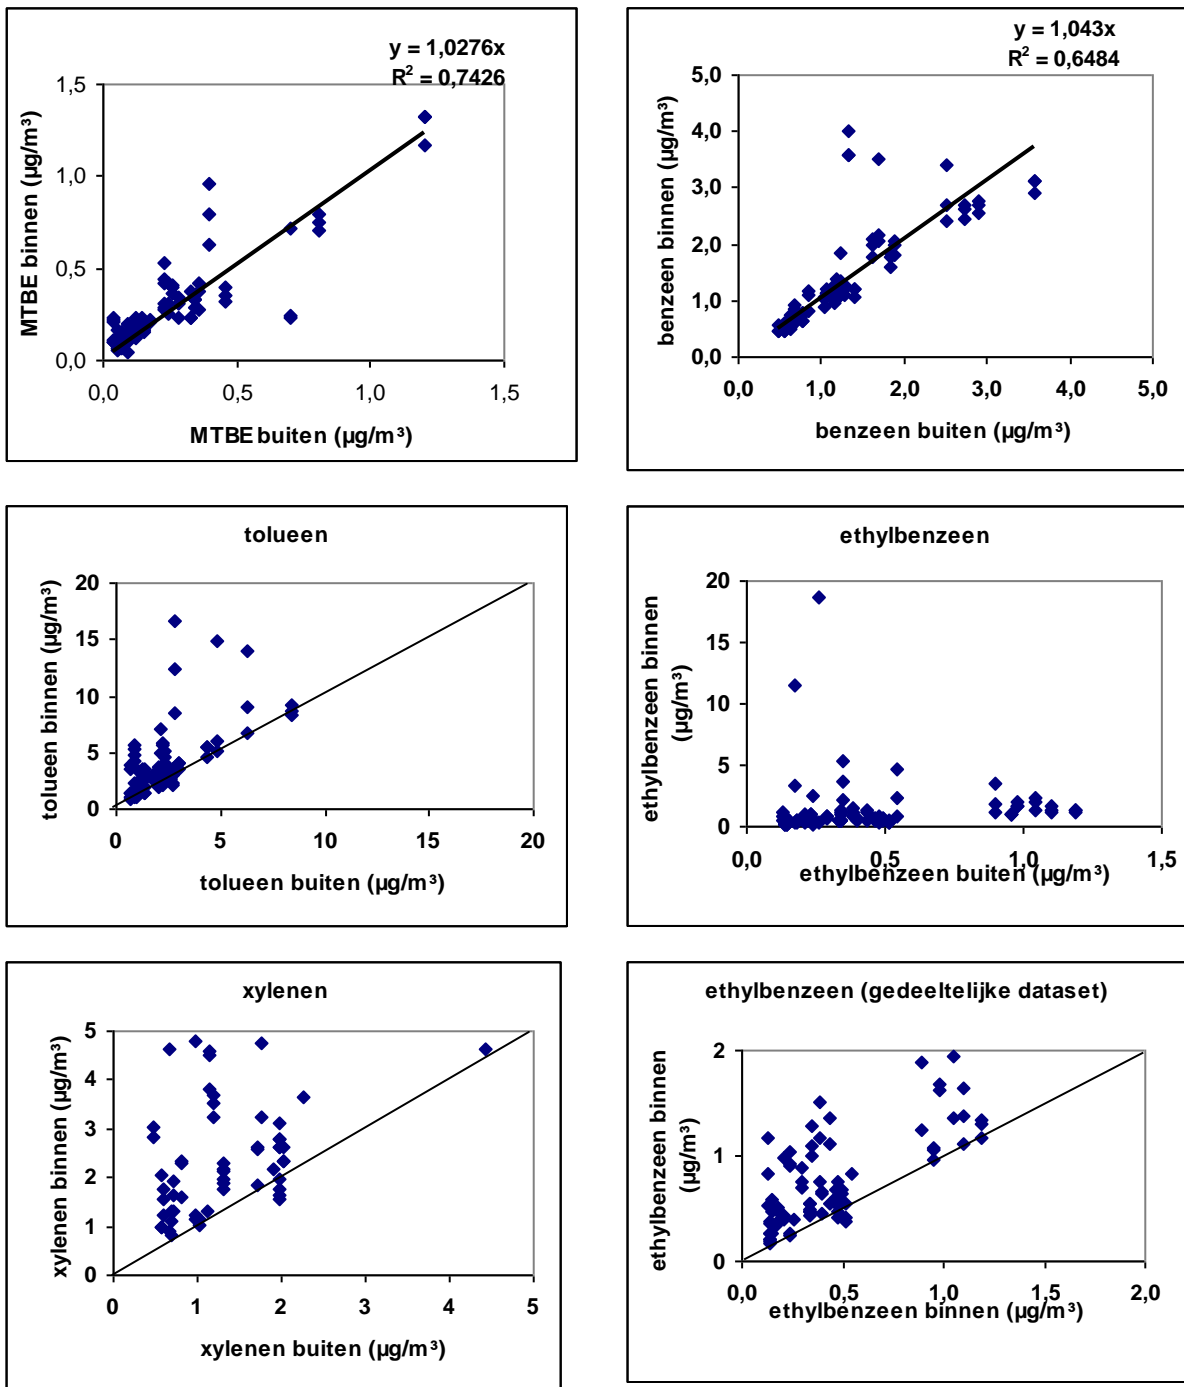 y = 1,0276x
R² = 0,7426
1,5
1,0
0,5
0,0
0,0 0,5 1,0 1,5
MTBE binnen (µg/m³)
MTBE buiten (µg/m³)
y = 1,043x
R² = 0,6484
5,0
4,0
3,0
2,0
1,0
0,0
0,0 1,0 2,0 3,0 4,0 5,0
benzeen binnen (µg/m³)
benzeen buiten (µg/m³)
tolueen
20
15
10
5
0
0 5 10 15 20
tolueen binnen (µg/m³)
tolueen buiten (µg/m³)
ethylbenzeen
20
15
10
5
0
0,0 0,5 1,0 1,5
ethylbenzeen binnen
(µg/m³)
ethylbenzeen buiten (µg/m³)
xylenen
5
4
3
2
1
0
0 1 2 3 4 5
xylenen binnen (µg/m³)
xylenen buiten (µg/m³)
ethylbenzeen (gedeeltelijke dataset)
2
1
0
0,0 0,5 1,0 1,5 2,0
ethylbenzeen binnen
(µg/m³)
ethylbenzeen binnen (µg/m³)